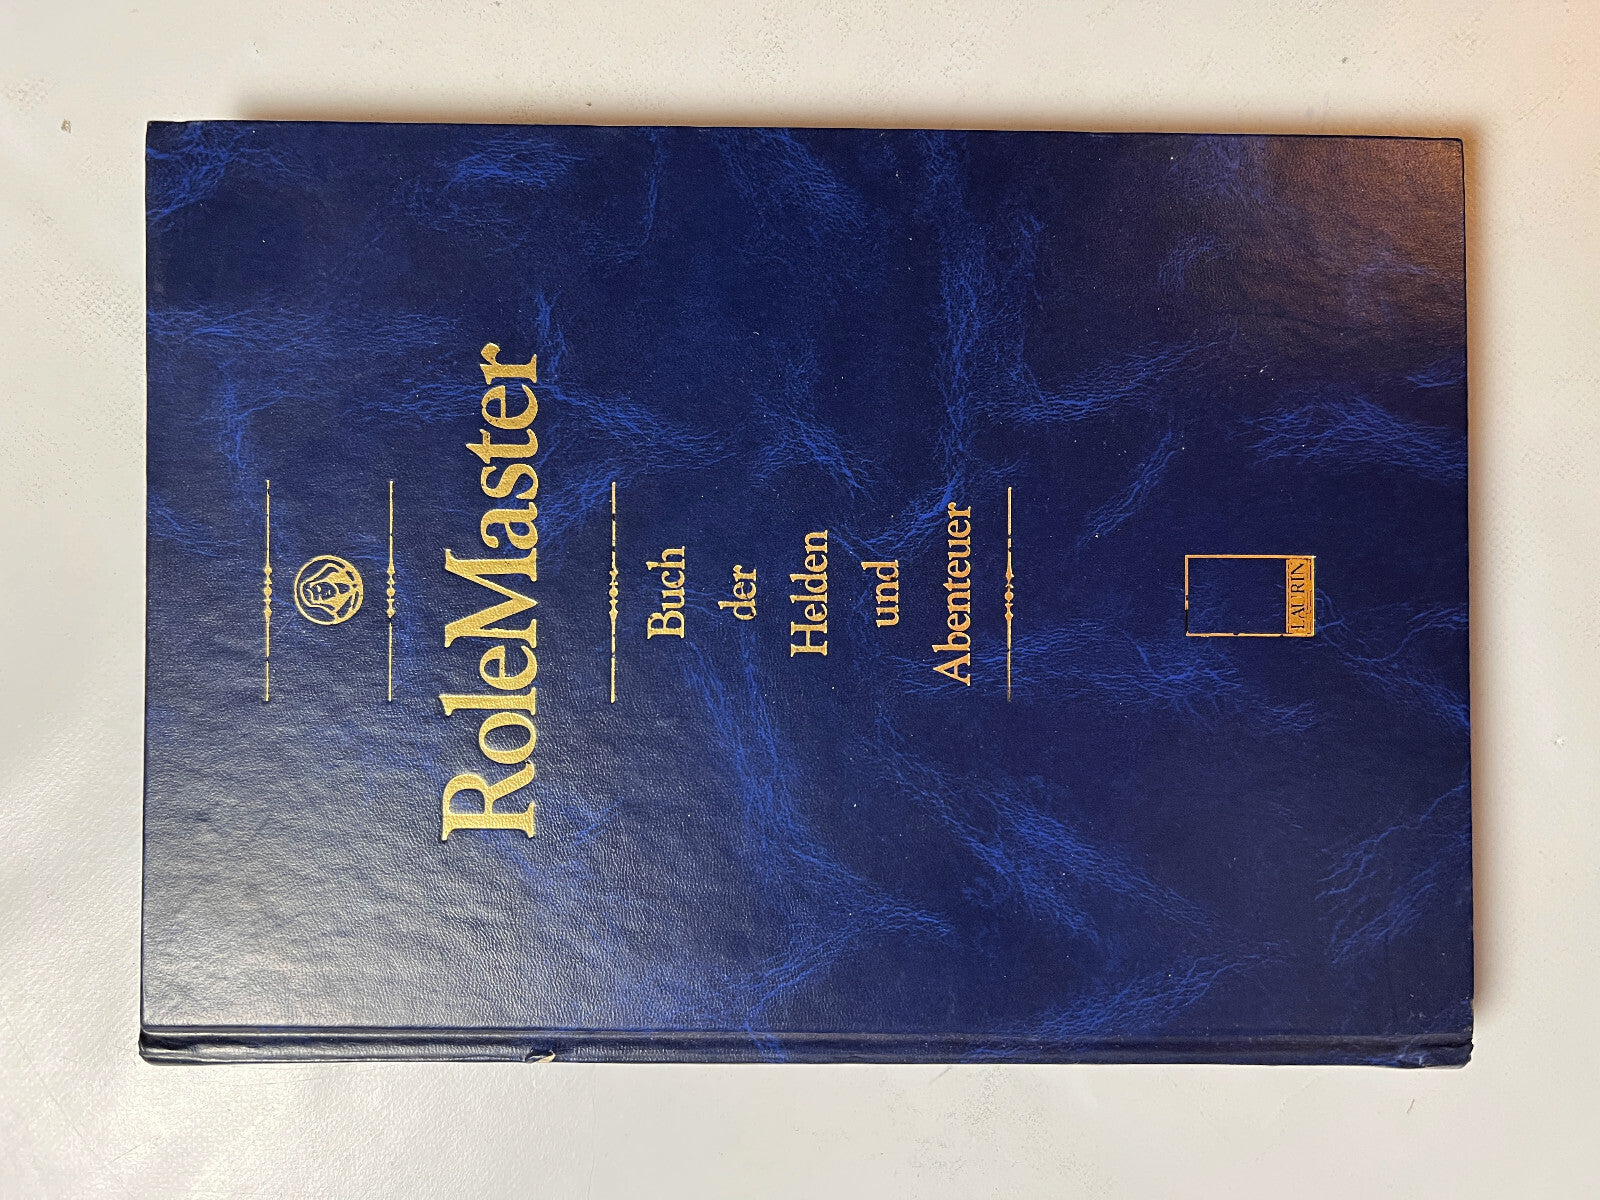 RoleMaster
Buch
der
Helden
und
Abenteuer
LAURIN